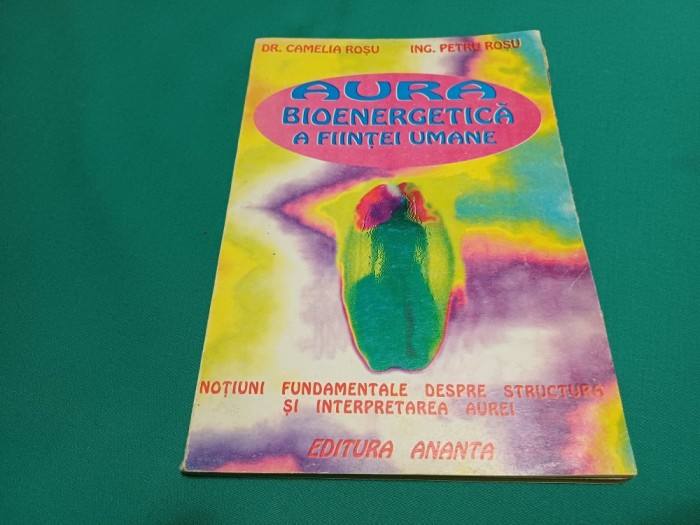 DR. CAMELIA ROȘU ING. PETRU ROȘU
AURA
BIOENERGETICĂ
A FIINȚEI UMANE
NOȚIUNI FUNDAMENTALE DESPRE STRUCTURA
ȘI INTERPRETAREA AUREI
EDITURA ANANTA